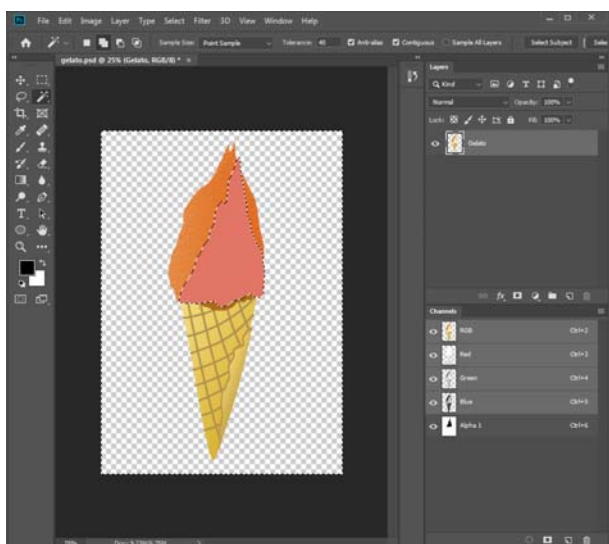 Ps File Edit Image Layer Type Select Filter 3D View Window Help
Sample Size: Point Sample Tolerance: 40 Anti-alias Contiguous Sample All Layers Select Subject Selec
gelato.psd @ 25% (Gelato, RGB/8) * ×
Layers
Kind
Normal Opacity: 100%
Lock: Fill: 100%
Gelato
fx
Channels
RGB Ctrl+2
Red Ctrl+3
Green Ctrl+4
Blue Ctrl+5
Alpha 1 Ctrl+6